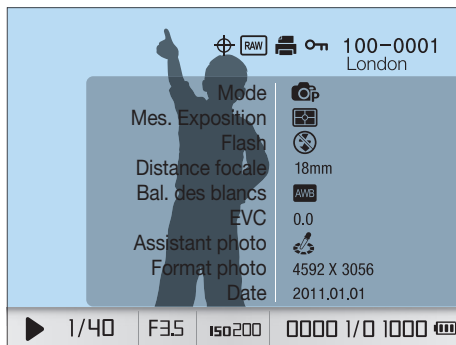 RAW 100-0001
London
Mode P
Mes. Exposition
Flash
Distance focale 18mm
Bal. des blancs AWB
EVC 0.0
Assistant photo
Format photo 4592 X 3056
Date 2011.01.01
1/40 F3.5 ISO200 0000 1/0 1000